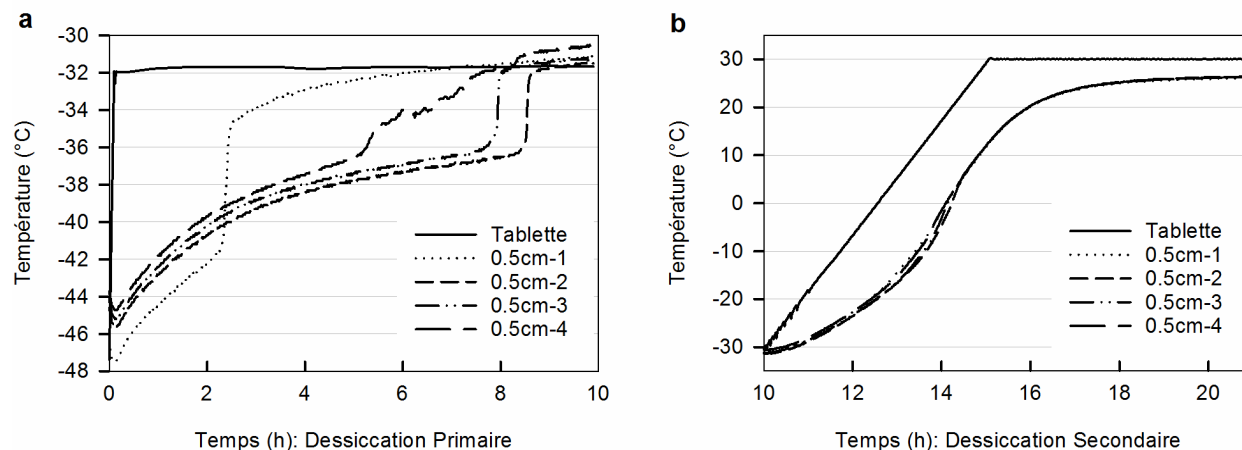 a
Température (°C)
-30
-32
-34
-36
-38
-40
-42
-44
-46
-48
0 2 4 6 8 10
Temps (h): Dessiccation Primaire
Tablette
0.5cm-1
0.5cm-2
0.5cm-3
0.5cm-4
b
Température (°C)
30
20
10
0
-10
-20
-30
10 12 14 16 18 20
Temps (h): Dessiccation Secondaire
Tablette
0.5cm-1
0.5cm-2
0.5cm-3
0.5cm-4